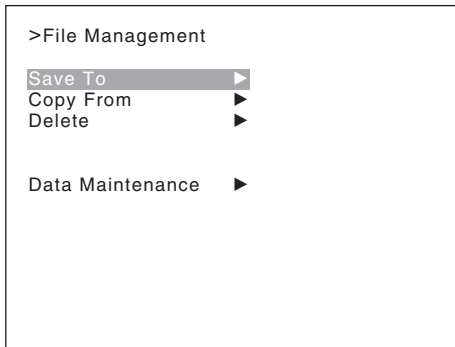 >File Management
Save To ▶
Copy From ▶
Delete ▶
Data Maintenance ▶